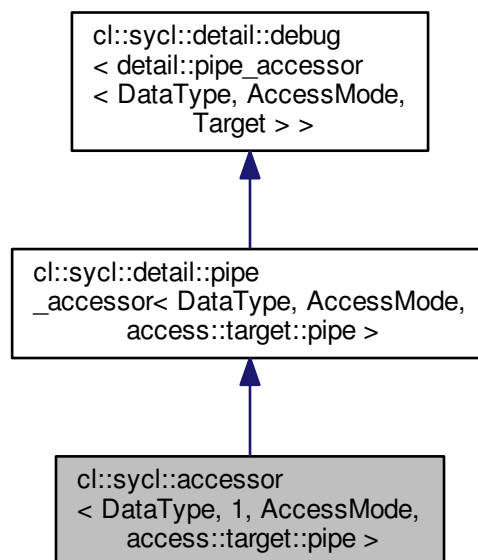 cl::sycl::detail::debug
< detail::pipe_accessor
< DataType, AccessMode,
Target > >
cl::sycl::detail::pipe
_accessor< DataType, AccessMode,
access::target::pipe >
cl::sycl::accessor
< DataType, 1, AccessMode,
access::target::pipe >